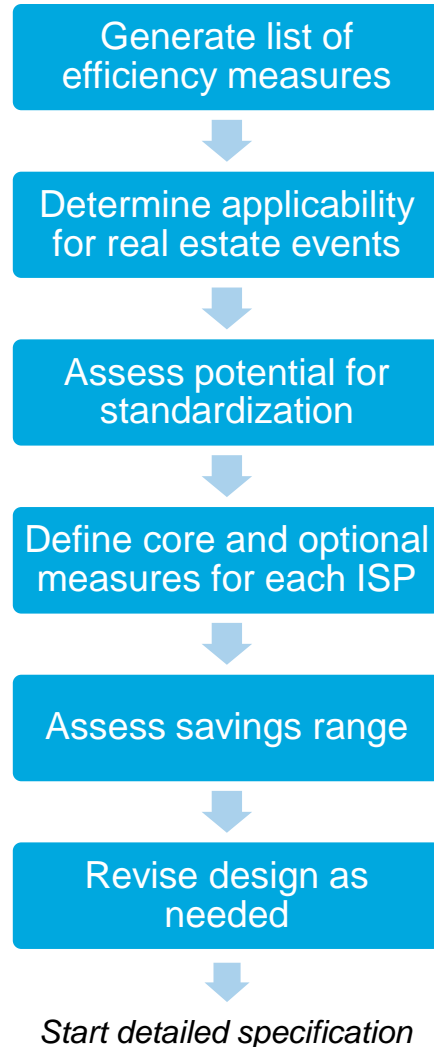 Generate list of
efficiency measures
Determine applicability
for real estate events
Assess potential for
standardization
Define core and optional
measures for each ISP
Assess savings range
Revise design as
needed
Start detailed specification